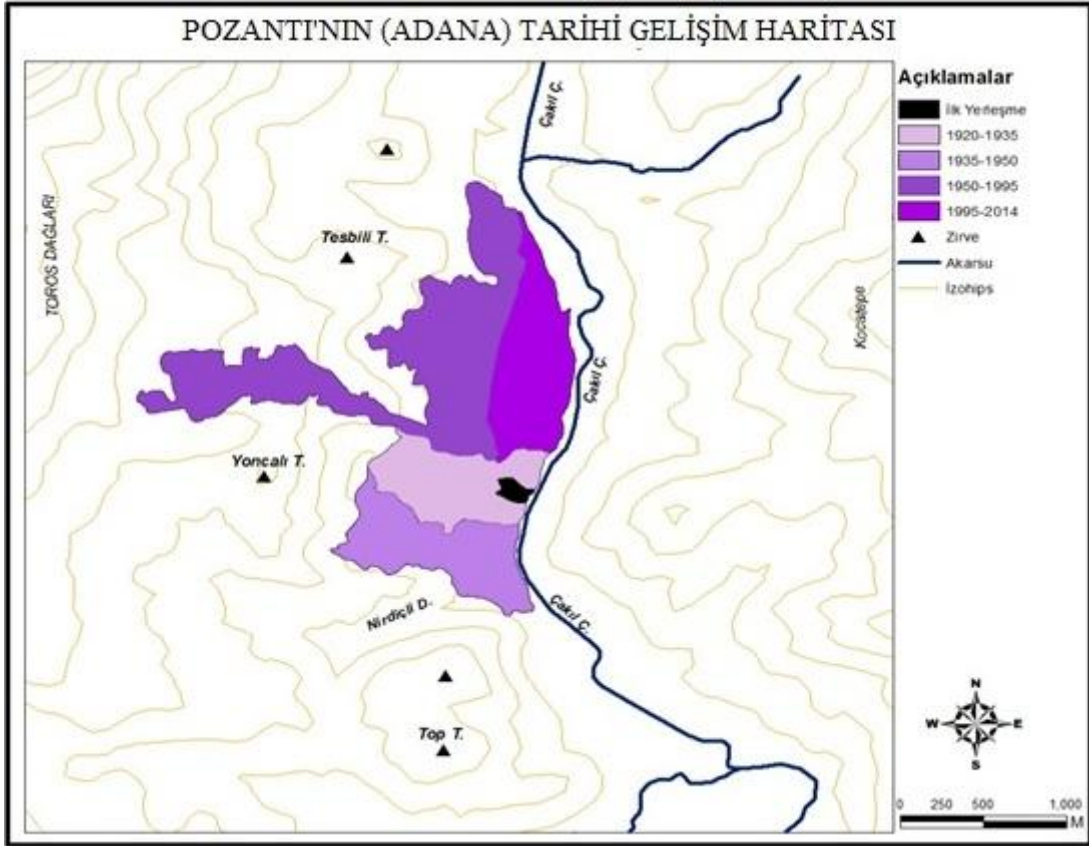 POZANTI'NIN (ADANA) TARİHİ GELİŞİM HARİTASI
Açıklamalar
İlk Yerleşme
1920-1935
1935-1950
1950-1995
1995-2014
Zirve
Akarsu
İzohips
Çakıl Ç.
TOROS DAĞLARI
Tesbili T.
Kocatepe
Çakıl Ç.
Yoncalı T.
Nirdiçli D.
Çakıl Ç.
Top T.
N
W E
S
0 250 500 1.000
M